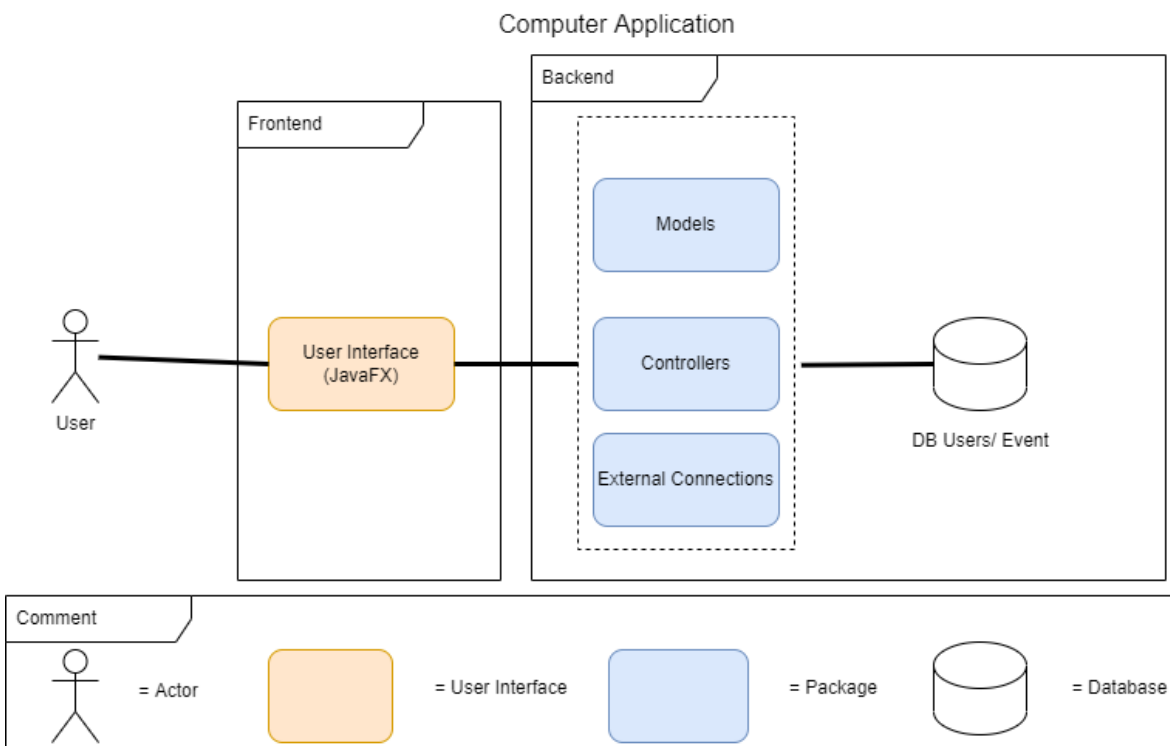 Computer Application
Backend
Frontend
Models
User Interface
(JavaFX)
Controllers
User
DB Users/ Event
External Connections
Comment
= Actor
= User Interface
= Package
= Database